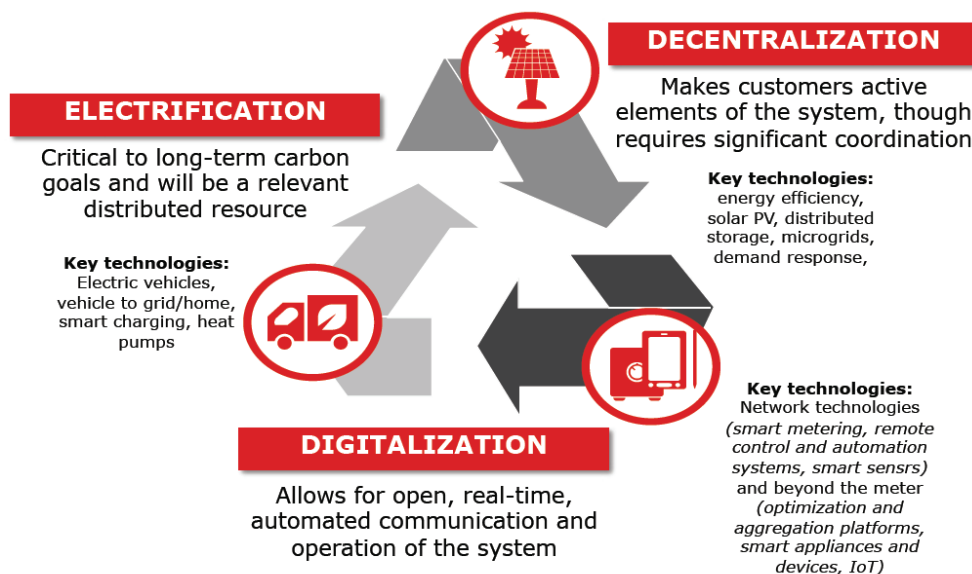 DECENTRALIZATION
Makes customers active
elements of the system, though
requires significant coordination
Key technologies:
energy efficiency,
solar PV, distributed
storage, microgrids,
demand response,
ELECTRIFICATION
Critical to long-term carbon
goals and will be a relevant
distributed resource
Key technologies:
Electric vehicles,
vehicle to grid/home,
smart charging, heat
pumps
DIGITALIZATION
Allows for open, real-time,
automated communication and
operation of the system
Key technologies:
Network technologies
(smart metering, remote
control and automation
systems, smart sensrs)
and beyond the meter
(optimization and
aggregation platforms,
smart appliances and
devices, IoT)